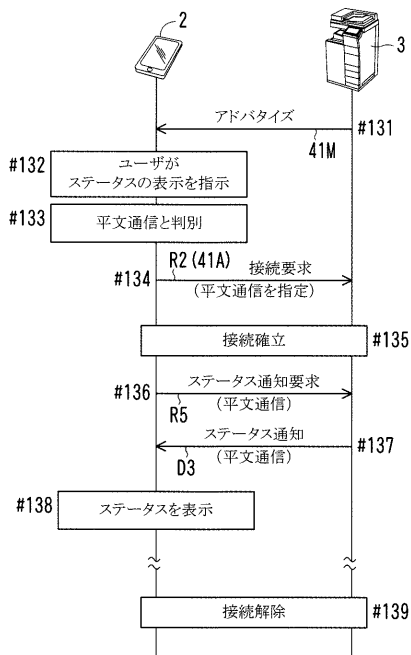 2
3
アドバタイズ
#131
41M
#132
ユーザが
ステータスの表示を指示
#133
平文通信と判別
R2(41A)
接続要求
#134
(平文通信を指定)
接続確立
#135
ステータス通知要求
#136
(平文通信)
R5
ステータス通知
#137
(平文通信)
D3
#138
ステータスを表示
接続解除
#139